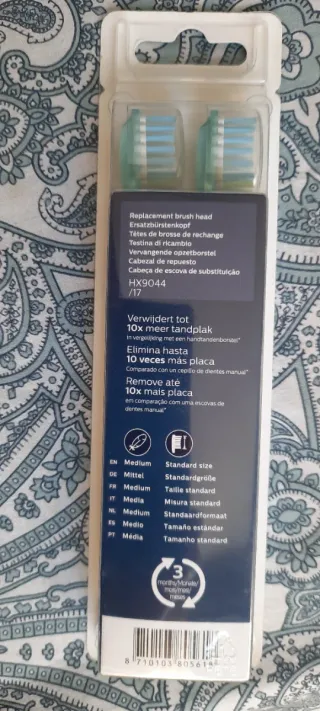 Replacement brush head
Ersatzbürstenkopf
Têtes de brosse de rechange
Testina di ricambio
Vervangende opzetborstel
Cabezal de repuesto
Cabeça de escova de substituição
HX9044
/17
Verwijdert tot
10x meer tandplak
In vergelijking met een handtandenborstel*
Elimina hasta
10 veces más placa
Comparado con un cepillo de dientes manual*
Remove até
10x mais placa
em comparação com uma escovas de
dentes manual*
EN Medium Standard size
DE Mittel Standardgröße
FR Medium Taille standard
IT Media Misura standard
NL Medium Standaardformaat
ES Medio Tamaño estándar
PT Média Tamanho standard
3
months/Monate/
mois/mesi/
meses
8 710103 80561